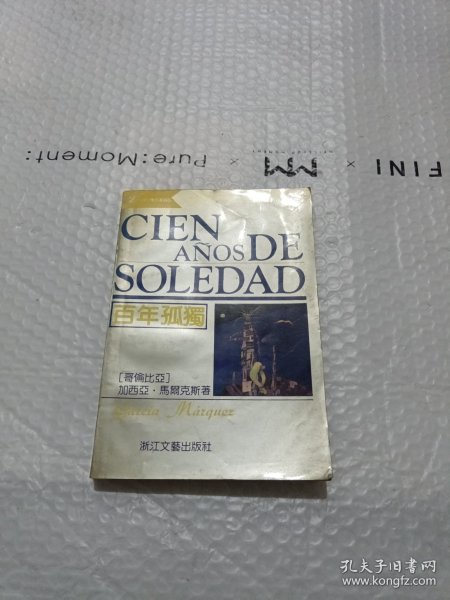 Pure:Moment:
×
MM
×
FINI
CIEN
AÑOS DE
SOLEDAD
百年孤獨
[哥倫比亞]
加西亞·馬爾克斯著
García Márquez
浙江文藝出版社
孔夫子旧书网
www.kongfz.com